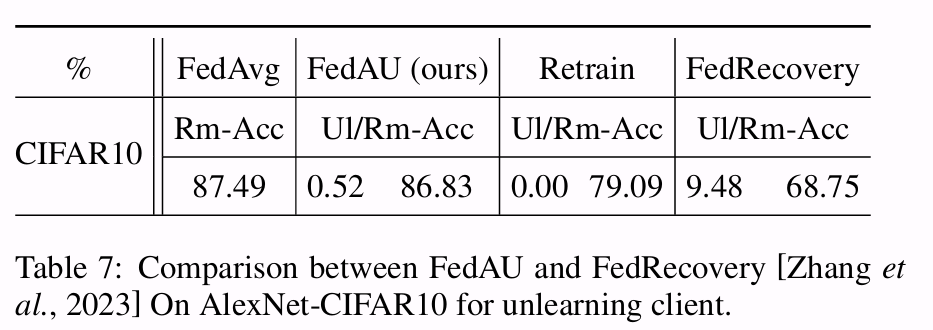 % FedAvg FedAU (ours) Retrain FedRecovery
CIFAR10 Rm-Acc Ul/Rm-Acc Ul/Rm-Acc Ul/Rm-Acc
87.49 0.52 86.83 0.00 79.09 9.48 68.75
Table 7: Comparison between FedAU and FedRecovery [Zhang et
al., 2023] On AlexNet-CIFAR10 for unlearning client.